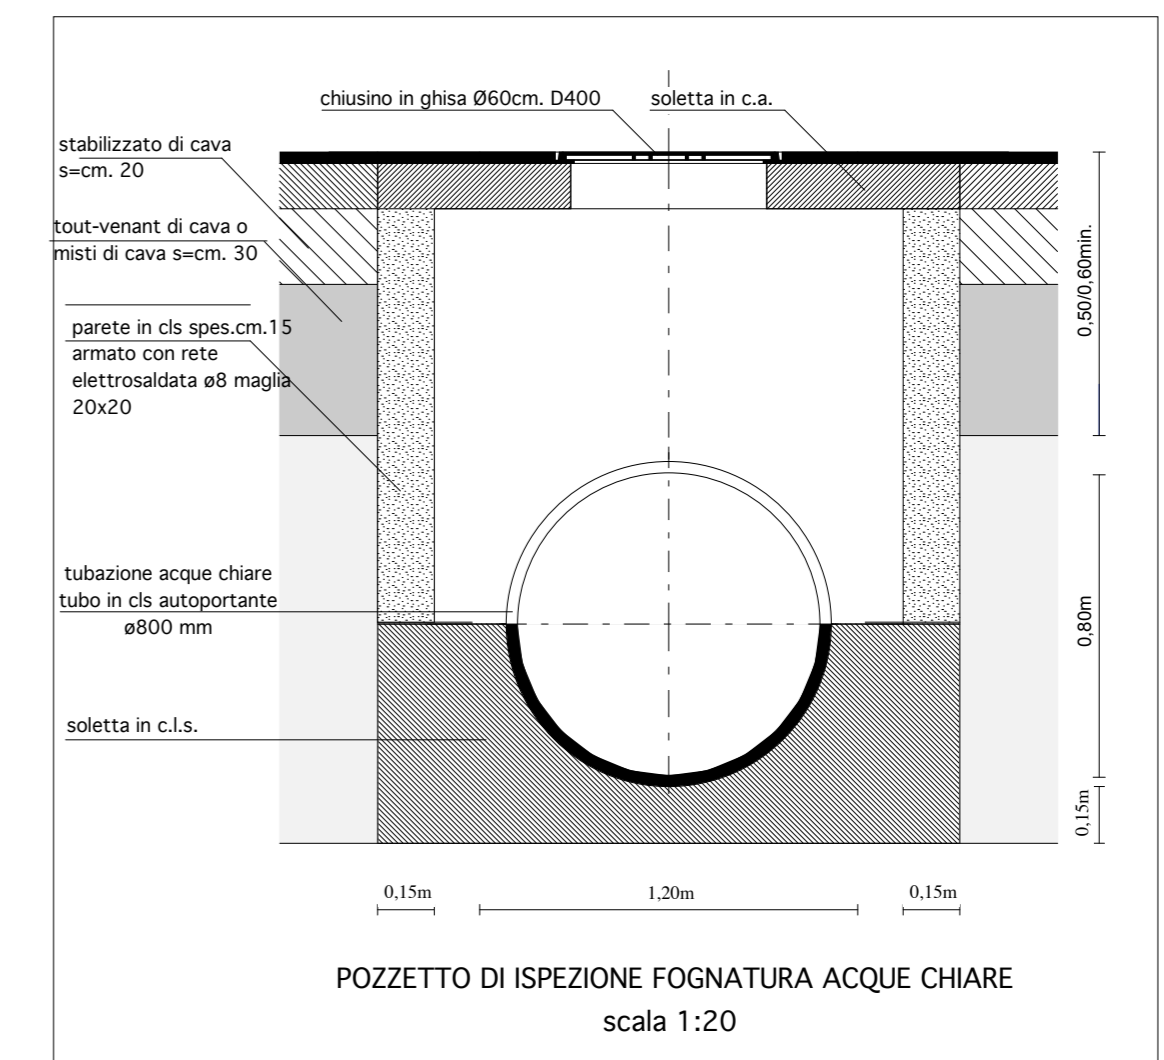 chiusino in ghisa Ø60cm. D400
soletta in c.a.
stabilizzato di cava
s=cm. 20
tout-venant di cava o
misti di cava s=cm. 30
parete in cls spes.cm.15
armato con rete
elettrosaldata ø8 maglia
20x20
tubazione acque chiare
tubo in cls autoportante
ø800 mm
soletta in c.l.s.
0,50/0,60min.
0,80m
0,15m
0,15m
1,20m
0,15m
POZZETTO DI ISPEZIONE FOGNATURA ACQUE CHIARE
scala 1:20